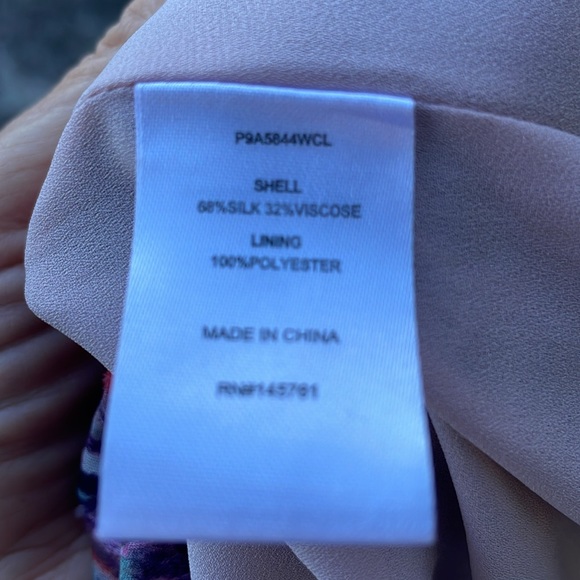 P9A5844WCL
SHELL
68%SILK 32%VISCOSE
LINING
100%POLYESTER
MADE IN CHINA
RN#145761